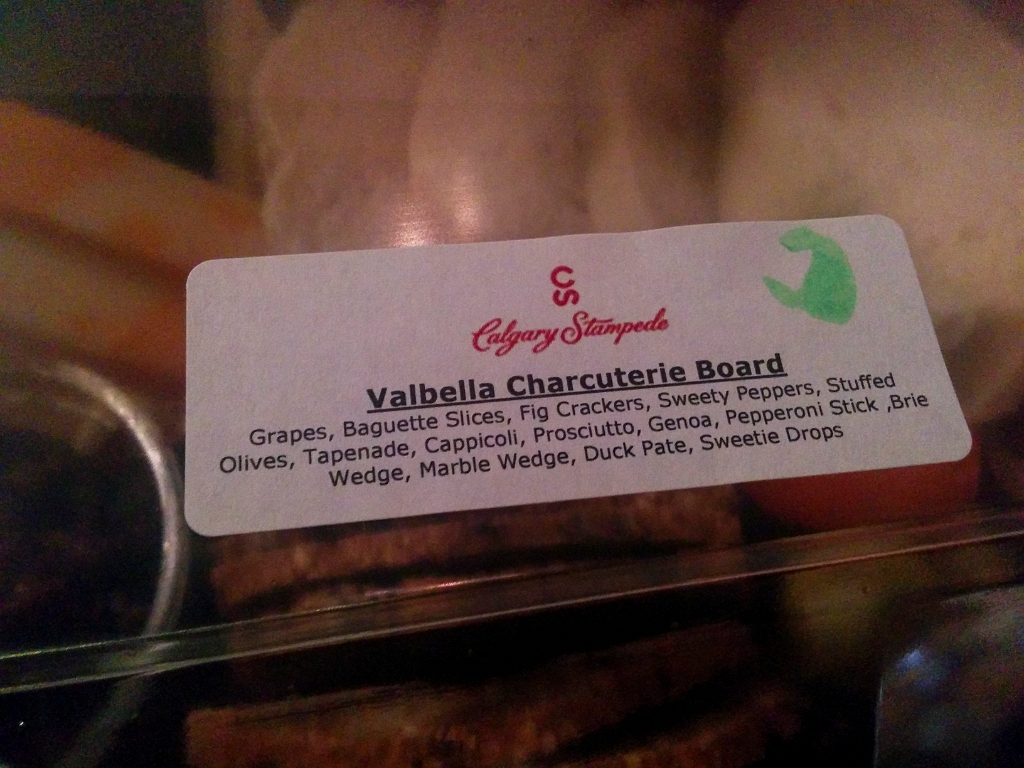 CS
Calgary Stampede
Valbella Charcuterie Board
Grapes, Baguette Slices, Fig Crackers, Sweety Peppers, Stuffed
Olives, Tapenade, Cappicoli, Prosciutto, Genoa, Pepperoni Stick ,Brie
Wedge, Marble Wedge, Duck Pate, Sweetie Drops